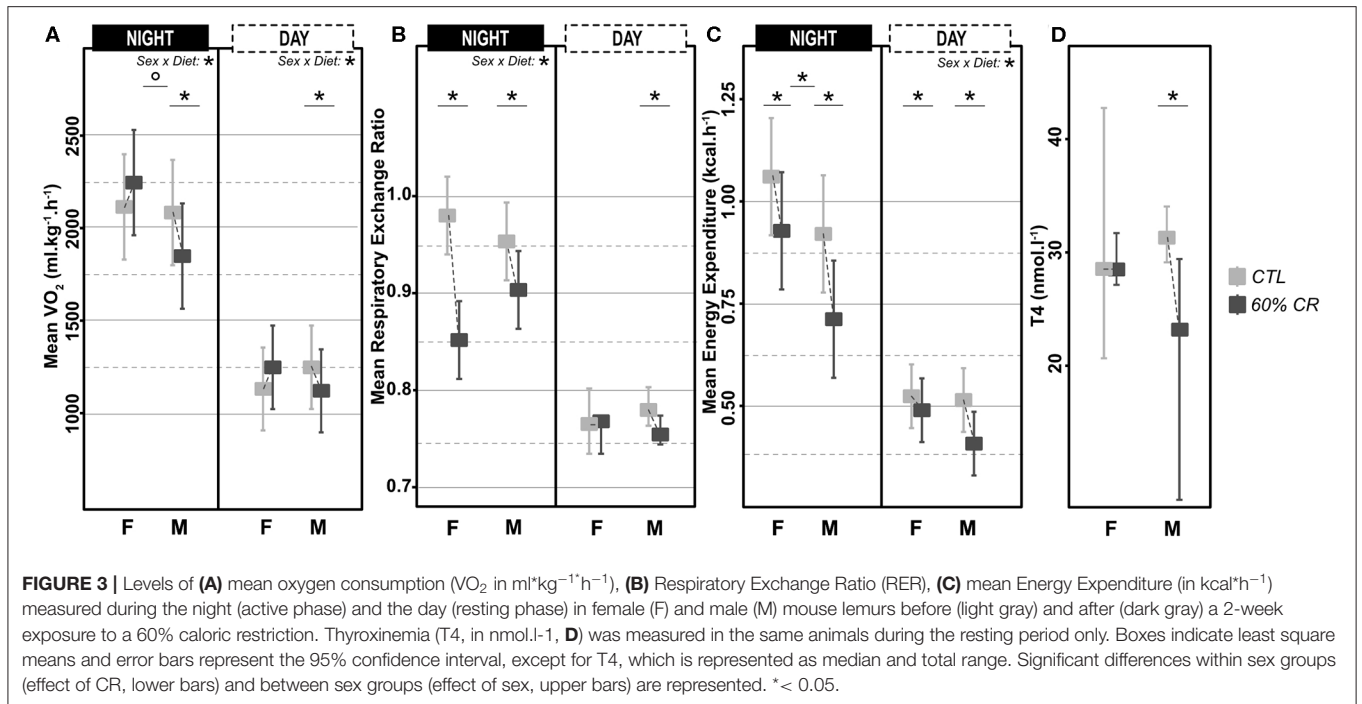 A
NIGHT
DAY
Sex x Diet: *
Sex x Diet: *
°
*
*
Mean VO₂ (ml.kg⁻¹.h⁻¹)
2500
2000
1500
1000
F
M
F
M
B
NIGHT
DAY
Sex x Diet: *
*
*
*
Mean Respiratory Exchange Ratio
1.0
0.9
0.8
0.7
F
M
F
M
C
NIGHT
DAY
Sex x Diet: *
*
*
*
*
*
Mean Energy Expenditure (kcal.h⁻¹)
1.25
1.00
0.75
0.50
F
M
F
M
D
*
T4 (nmol.l⁻¹)
40
30
20
F
M
CTL
60% CR
FIGURE 3 | Levels of (A) mean oxygen consumption (VO₂ in ml*kg⁻¹*h⁻¹), (B) Respiratory Exchange Ratio (RER), (C) mean Energy Expenditure (in kcal*h⁻¹)
measured during the night (active phase) and the day (resting phase) in female (F) and male (M) mouse lemurs before (light gray) and after (dark gray) a 2-week
exposure to a 60% caloric restriction. Thyroxinemia (T4, in nmol.l-1, D) was measured in the same animals during the resting period only. Boxes indicate least square
means and error bars represent the 95% confidence interval, except for T4, which is represented as median and total range. Significant differences within sex groups
(effect of CR, lower bars) and between sex groups (effect of sex, upper bars) are represented. *< 0.05.